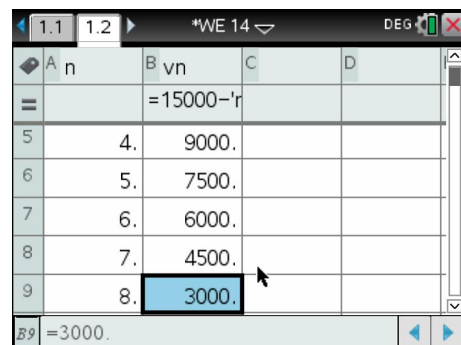 1.1 1.2 *WE 14 DEG
A n B vn C D
= =15000−'r
5 4. 9000.
6 5. 7500.
7 6. 6000.
8 7. 4500.
9 8. 3000.
B9 =3000.